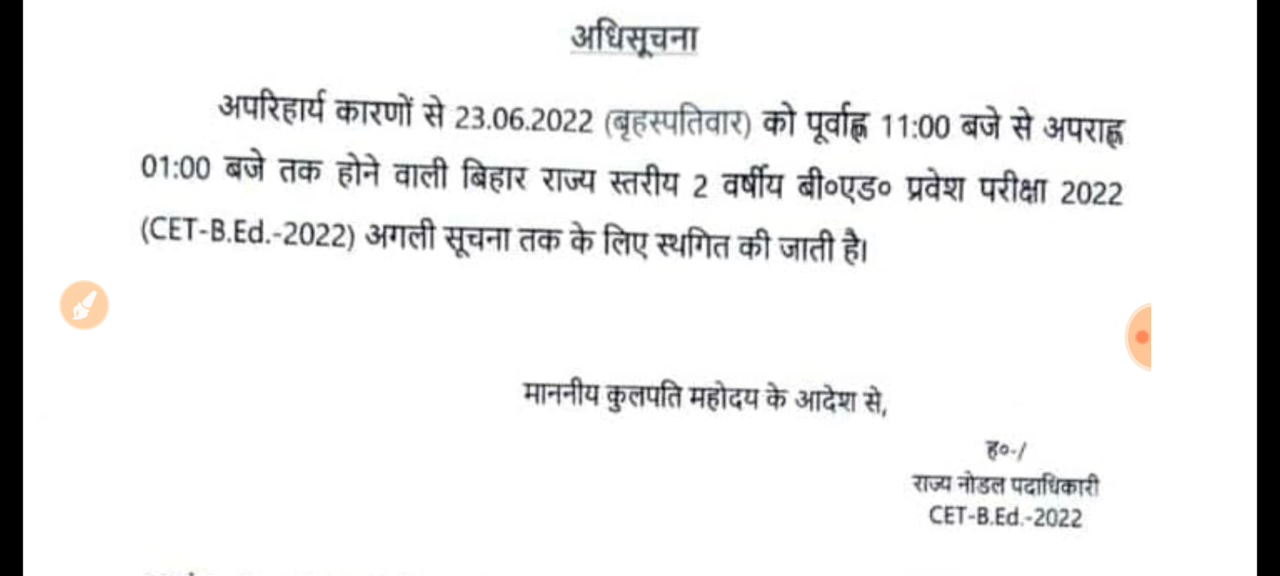 अधिसूचना
अपरिहार्य कारणों से 23.06.2022 (बृहस्पतिवार) को पूर्वाह्न 11:00 बजे से अपराह्न
01:00 बजे तक होने वाली बिहार राज्य स्तरीय 2 वर्षीय बी०एड० प्रवेश परीक्षा 2022
(CET-B.Ed.-2022) अगली सूचना तक के लिए स्थगित की जाती है।
माननीय कुलपति महोदय के आदेश से,
ह०-/
राज्य नोडल पदाधिकारी
CET-B.Ed.-2022